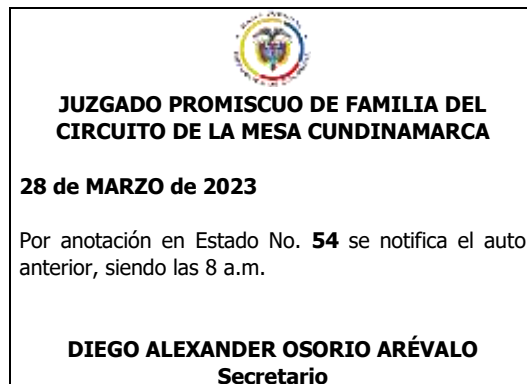 JUZGADO PROMISCUO DE FAMILIA DEL
CIRCUITO DE LA MESA CUNDINAMARCA
28 de MARZO de 2023
Por anotación en Estado No. 54 se notifica el auto
anterior, siendo las 8 a.m.
DIEGO ALEXANDER OSORIO ARÉVALO
Secretario